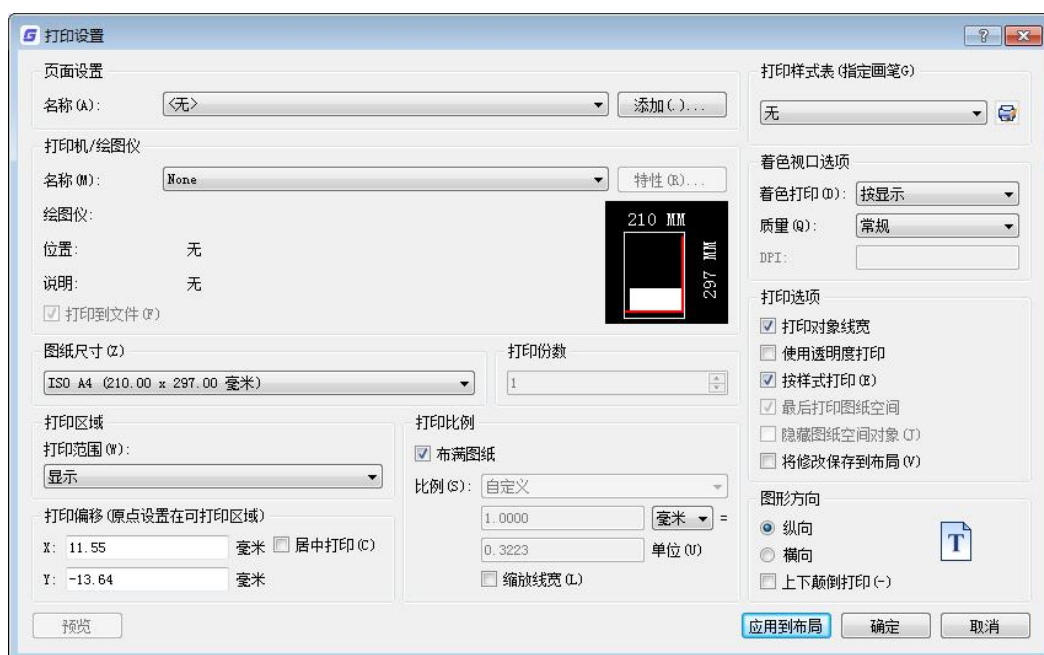 打印设置
页面设置
名称(A): <无> 添加(.)...
打印机/绘图仪
名称(M): None 特性(R)...
绘图仪:
位置: 无
说明: 无
打印到文件(F)
210 MM
297 MM
图纸尺寸(Z)
ISO A4 (210.00 x 297.00 毫米)
打印份数
1
打印区域
打印范围(W):
显示
打印偏移(原点设置在可打印区域)
X: 11.55 毫米 居中打印(C)
Y: -13.64 毫米
打印比例
布满图纸
比例(S): 自定义
1.0000 毫米 =
0.3223 单位(U)
缩放线宽(L)
打印样式表(指定画笔G)
无
着色视口选项
着色打印(D): 按显示
质量(Q): 常规
DPI:
打印选项
打印对象线宽
使用透明度打印
按样式打印(E)
最后打印图纸空间
隐藏图纸空间对象(J)
将修改保存到布局(V)
图形方向
纵向
横向
上下颠倒打印(-)
T
预览 应用到布局 确定 取消